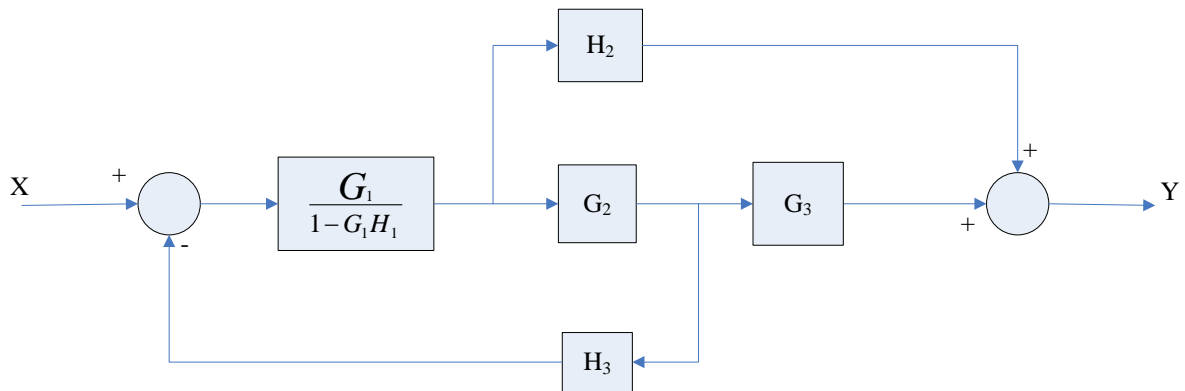 H₂
+
X
+
G₁
1−G₁H₁
G₂
G₃
+
Y
-
H₃